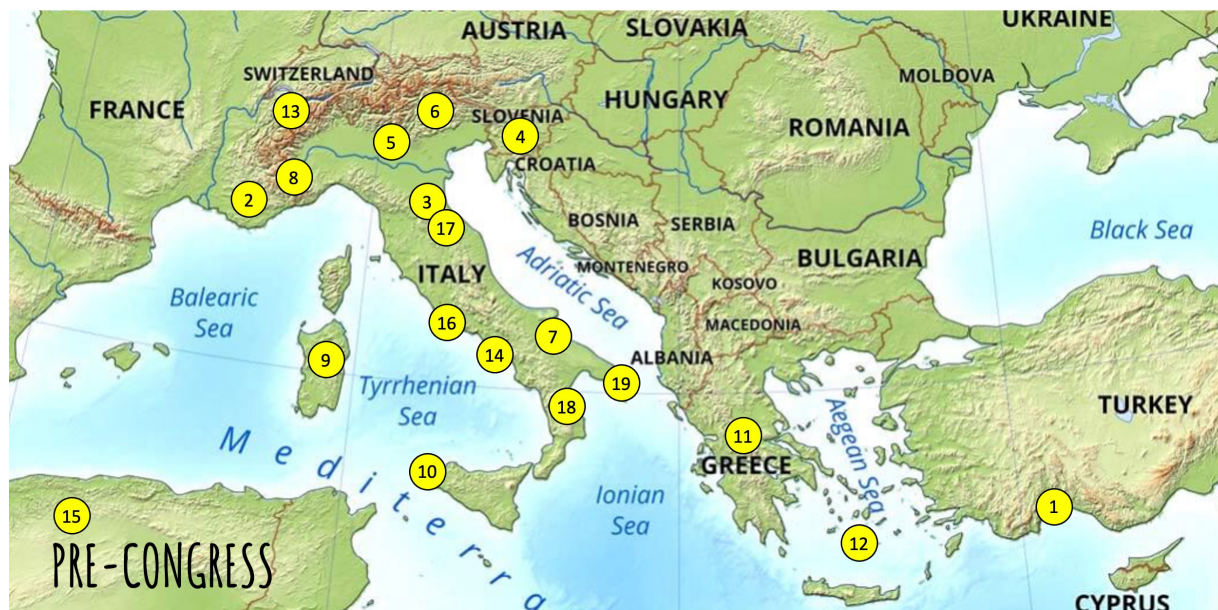 UKRAINE
AUSTRIA
SLOVAKIA
SWITZERLAND
MOLDOVA
FRANCE
HUNGARY
13
6
SLOVENIA
ROMANIA
4
5
CROATIA
8
2
3
BOSNIA
SERBIA
17
Black Sea
ITALY
Adriatic Sea
MONTENEGRO
BULGARIA
KOSOVO
Balearic
Sea
16
7
MACEDONIA
14
9
ALBANIA
19
Tyrrhenian
Sea
18
TURKEY
Aegean Sea
11
GREECE
Mediterra
10
Ionian
Sea
1
15
12
PRE-CONGRESS
CYPRUS